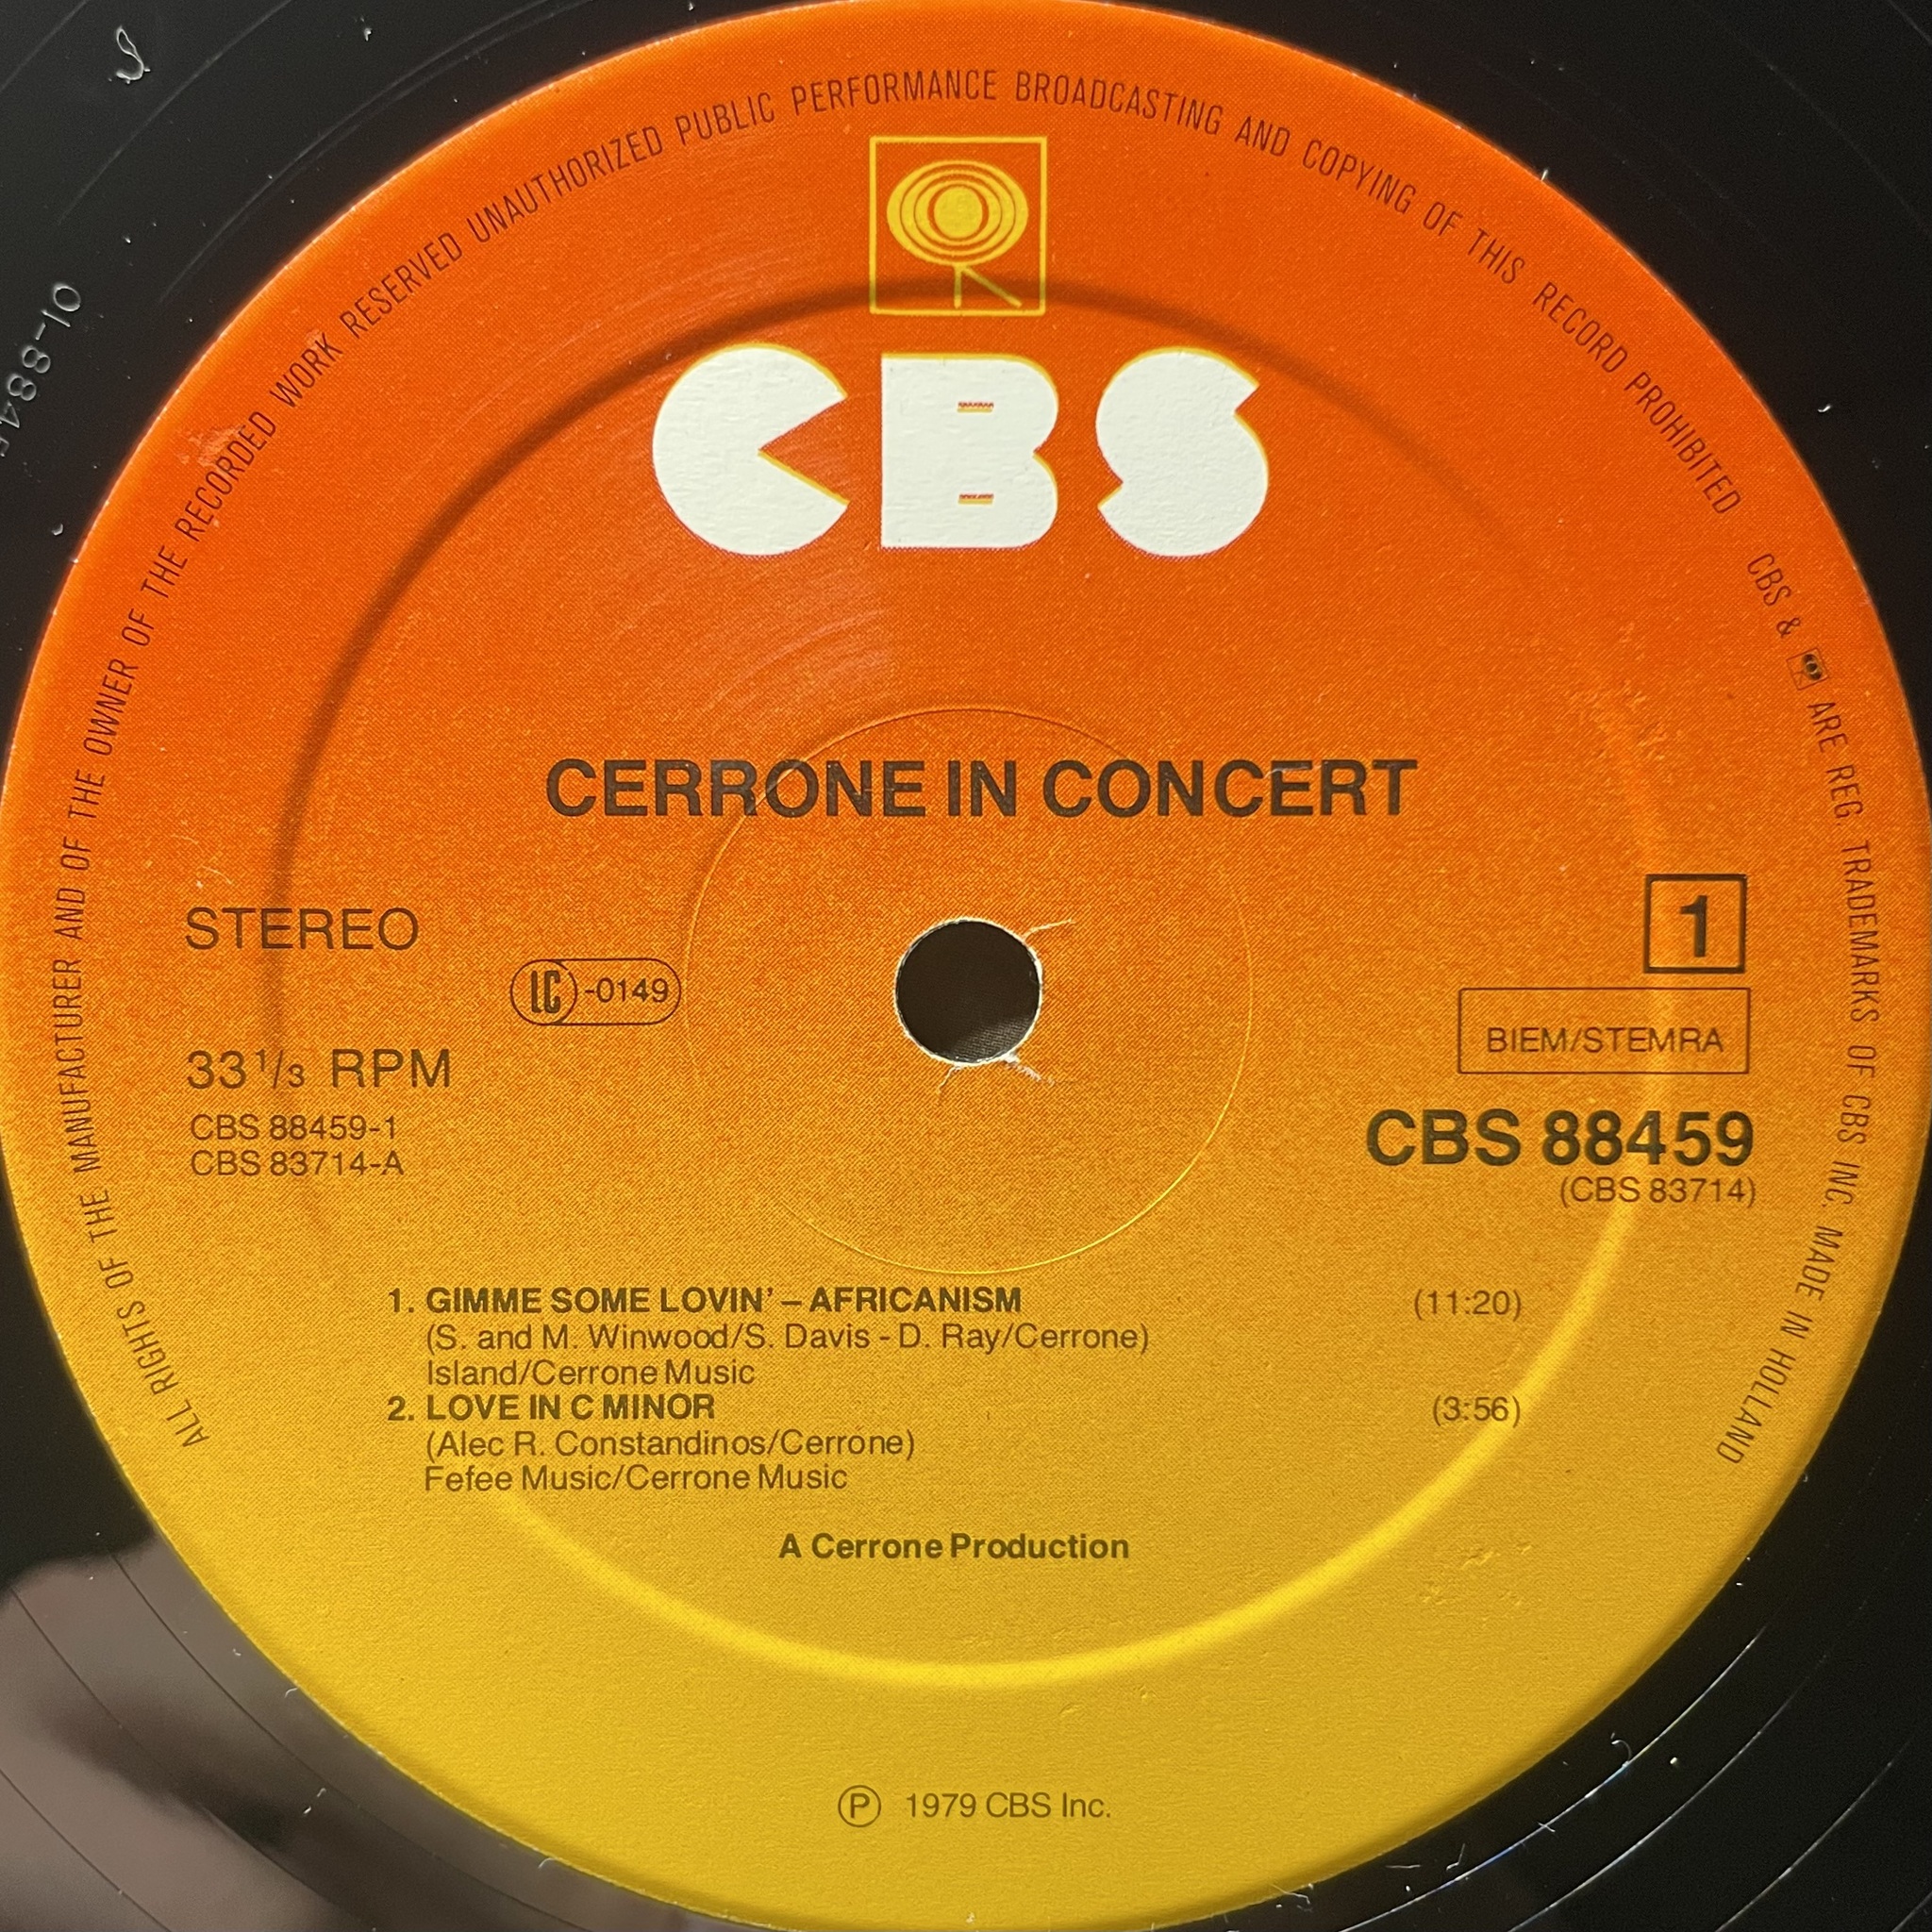 ALL RIGHTS OF THE MANUFACTURER AND OF THE OWNER OF THE RECORDED WORK RESERVED UNAUTHORIZED PUBLIC PERFORMANCE BROADCASTING AND COPYING OF THIS RECORD PROHIBITED CBS & ARE REG. TRADEMARKS OF CBS INC. MADE IN HOLLAND
CBS
CERRONE IN CONCERT
STEREO
1
LC -0149
BIEM/STEMRA
33 1/3 RPM
CBS 88459-1
CBS 83714-A
CBS 88459
(CBS 83714)
1. GIMME SOME LOVIN' – AFRICANISM (11:20)
(S. and M. Winwood/S. Davis - D. Ray/Cerrone)
Island/Cerrone Music
2. LOVE IN C MINOR (3:56)
(Alec R. Constandinos/Cerrone)
Fefee Music/Cerrone Music
A Cerrone Production
℗ 1979 CBS Inc.